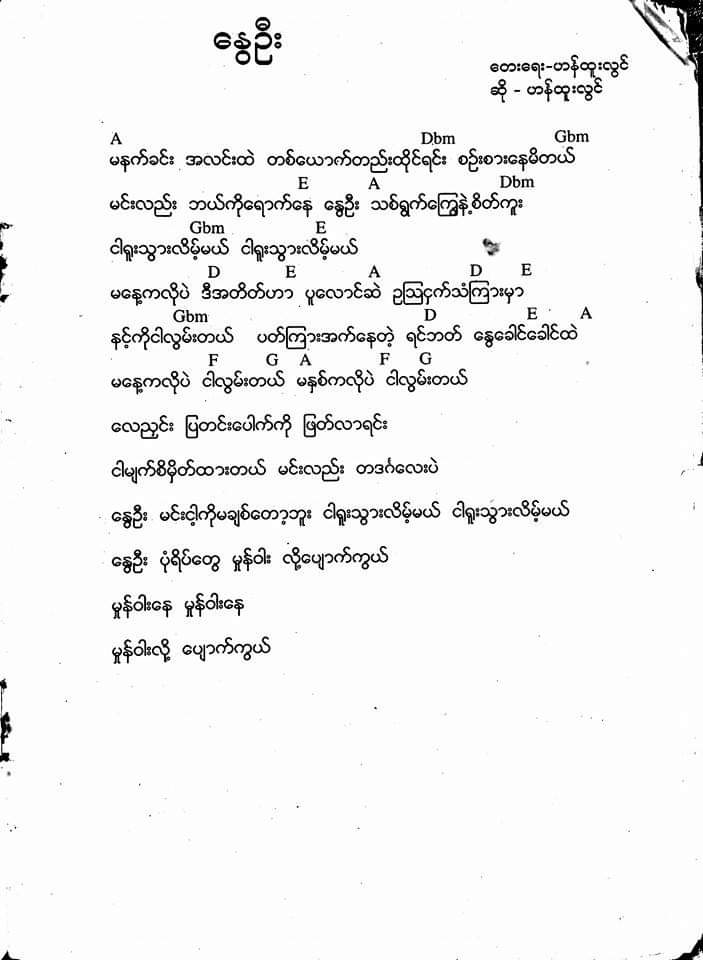 နွေဦး
တေးရေး-ဟန်ထူးလွင်
ဆို - ဟန်ထူးလွင်
A Dbm Gbm
မနက်ခင်း အလင်းထဲ တစ်ယောက်တည်းထိုင်ရင်း စဉ်းစားနေမိတယ်
E A Dbm
မင်းလည်း ဘယ်ကိုရောက်နေ နွေဦး သစ်ရွက်ကြွေနဲ့စိတ်ကူး
Gbm E
ငါရူးသွားလိမ့်မယ် ငါရူးသွားလိမ့်မယ်
D E A D E
မနေ့ကလိုပဲ ဒီအတိတ်ဟာ ပူလောင်ဆဲ ဥဩငှက်သံကြားမှာ
Gbm D E A
နင့်ကိုငါလွမ်းတယ် ပတ်ကြားအက်နေတဲ့ ရင်ဘတ် နွေခေါင်ခေါင်ထဲ
F G A F G
မနေ့ကလိုပဲ ငါလွမ်းတယ် မနှစ်ကလိုပဲ ငါလွမ်းတယ်
လေညှင်း ပြတင်းပေါက်ကို ဖြတ်လာရင်း
ငါမျက်စိမှိတ်ထားတယ် မင်းလည်း တဒင်္ဂလေးပဲ
နွေဦး မင်းငါ့ကိုမချစ်တော့ဘူး ငါရူးသွားလိမ့်မယ် ငါရူးသွားလိမ့်မယ်
နွေဦး ပုံရိပ်တွေ မှုန်ဝါး လို့ပျောက်ကွယ်
မှုန်ဝါးနေ မှုန်ဝါးနေ
မှုန်ဝါးလို့ ပျောက်ကွယ်